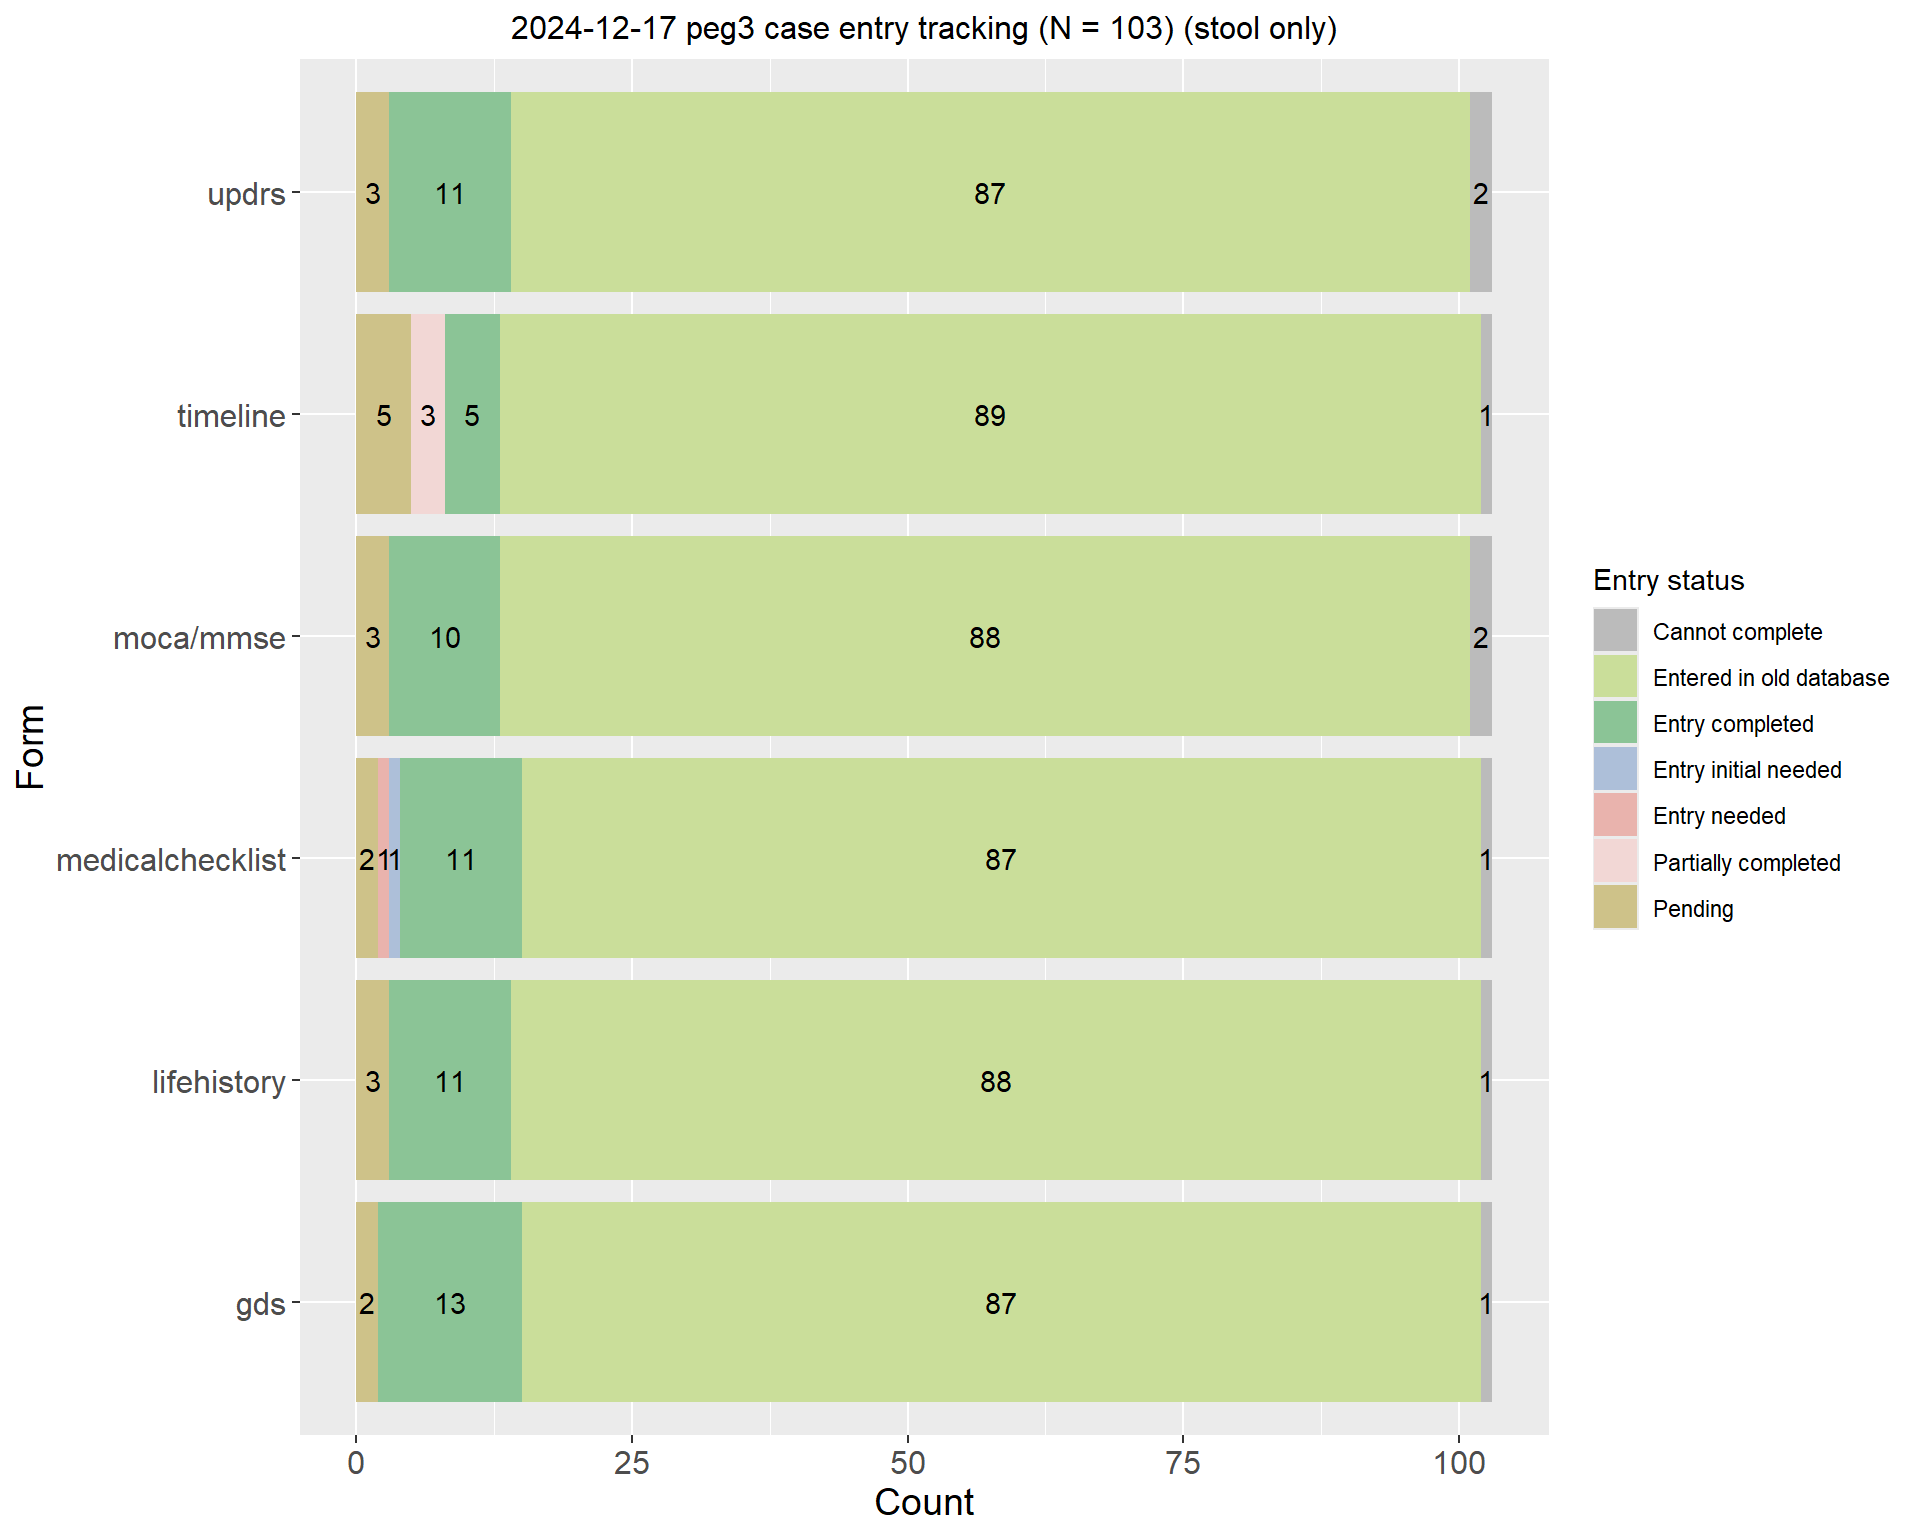 2024-12-17 peg3 case entry tracking (N = 103) (stool only)
Form
updrs
3 11 87 2
timeline
5 3 5 89 1
moca/mmse
3 10 88 2
medicalchecklist
2 1 1 11 87 1
lifehistory
3 11 88 1
gds
2 13 87 1
0 25 50 75 100
Count
Entry status
Cannot complete
Entered in old database
Entry completed
Entry initial needed
Entry needed
Partially completed
Pending